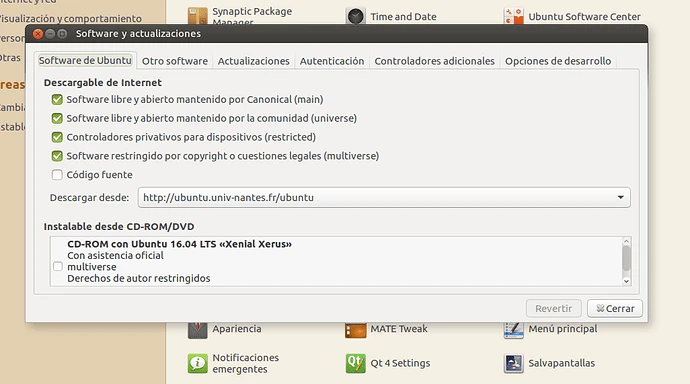 Synaptic Package
Manager
Time and Date
Ubuntu Software Center
Visualización y comportamiento
Software y actualizaciones
Otras
Software de Ubuntu
Otro software
Actualizaciones
Autenticación
Controladores adicionales
Opciones de desarrollo
Descargable de Internet
Software libre y abierto mantenido por Canonical (main)
Software libre y abierto mantenido por la comunidad (universe)
Controladores privativos para dispositivos (restricted)
Software restringido por copyright o cuestiones legales (multiverse)
Código fuente
Descargar desde:
http://ubuntu.univ-nantes.fr/ubuntu
Instalable desde CD-ROM/DVD
CD-ROM con Ubuntu 16.04 LTS «Xenial Xerus»
Con asistencia oficial
multiverse
Derechos de autor restringidos
Revertir
Cerrar
Apariencia
MATE Tweak
Menú principal
Notificaciones
emergentes
Qt 4 Settings
Salvapantallas